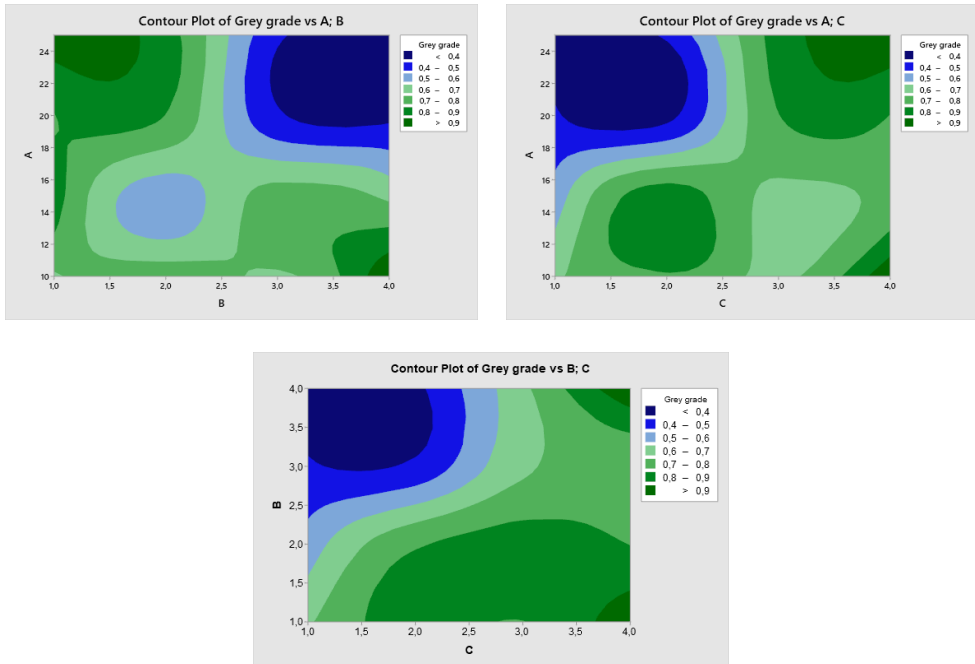 Contour Plot of Grey grade vs A; B
Grey grade
< 0,4
0,4 – 0,5
0,5 – 0,6
0,6 – 0,7
0,7 – 0,8
0,8 – 0,9
> 0,9
A
24
22
20
18
16
14
12
10
1,0 1,5 2,0 2,5 3,0 3,5 4,0
B
Contour Plot of Grey grade vs A; C
Grey grade
< 0,4
0,4 – 0,5
0,5 – 0,6
0,6 – 0,7
0,7 – 0,8
0,8 – 0,9
> 0,9
A
24
22
20
18
16
14
12
10
1,0 1,5 2,0 2,5 3,0 3,5 4,0
C
Contour Plot of Grey grade vs B; C
Grey grade
< 0,4
0,4 – 0,5
0,5 – 0,6
0,6 – 0,7
0,7 – 0,8
0,8 – 0,9
> 0,9
B
4,0
3,5
3,0
2,5
2,0
1,5
1,0
1,0 1,5 2,0 2,5 3,0 3,5 4,0
C